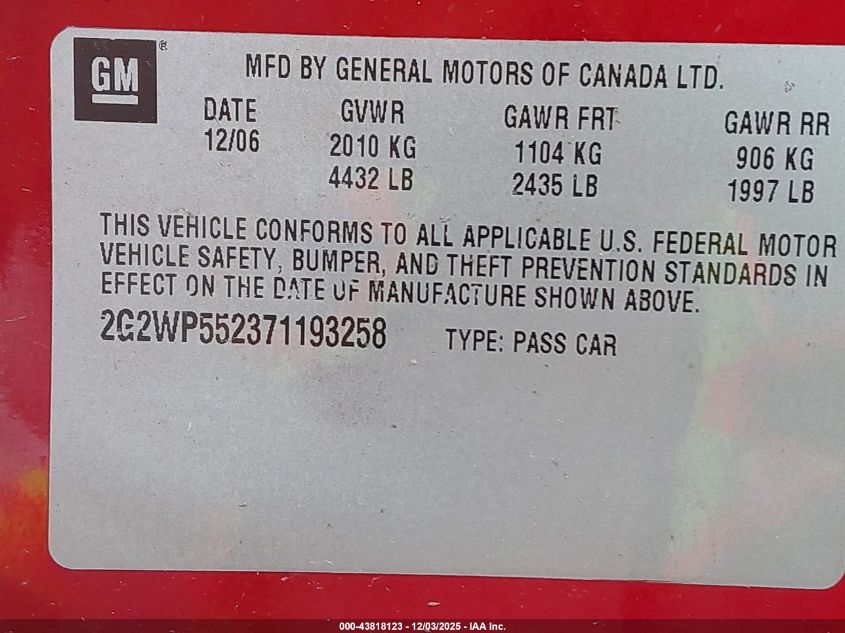 GM®
MFD BY GENERAL MOTORS OF CANADA LTD.
DATE GVWR GAWR FRT GAWR RR
12/06 2010 KG 1104 KG 906 KG
4432 LB 2435 LB 1997 LB
THIS VEHICLE CONFORMS TO ALL APPLICABLE U.S. FEDERAL MOTOR
VEHICLE SAFETY, BUMPER, AND THEFT PREVENTION STANDARDS IN
EFFECT ON THE DATE OF MANUFACTURE SHOWN ABOVE.
2G2WP552371193258 TYPE: PASS CAR
000-43818123 - 12/03/2025 - IAA Inc.